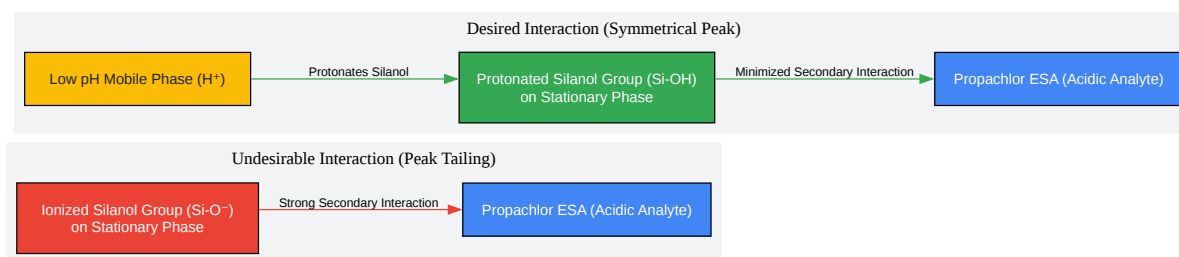 Desired Interaction (Symmetrical Peak)
Low pH Mobile Phase (H⁺)
Protonates Silanol
Protonated Silanol Group (Si-OH)
on Stationary Phase
Minimized Secondary Interaction
Propachlor ESA (Acidic Analyte)
Undesirable Interaction (Peak Tailing)
Ionized Silanol Group (Si-O⁻)
on Stationary Phase
Strong Secondary Interaction
Propachlor ESA (Acidic Analyte)